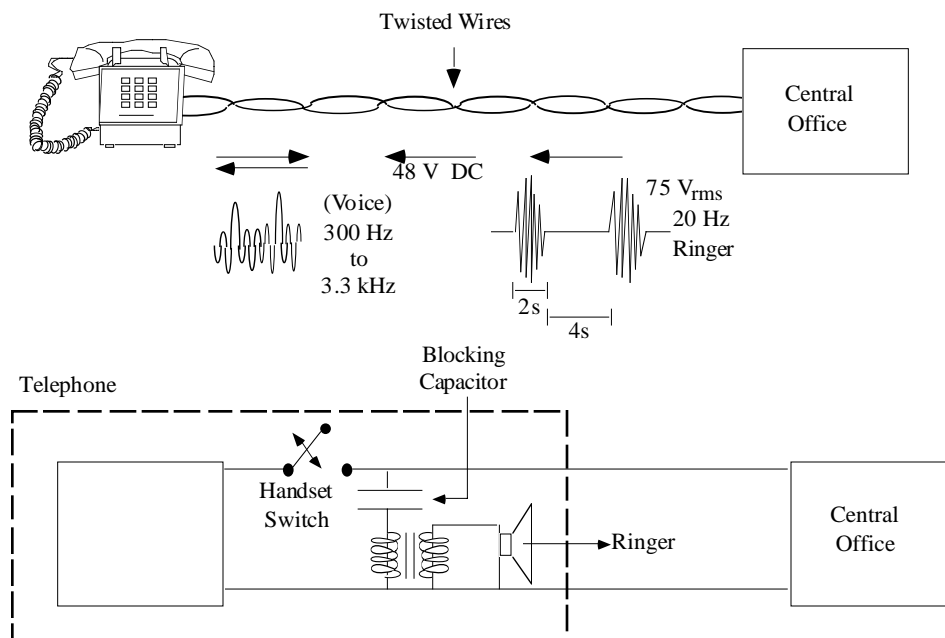 Twisted Wires
Central
Office
48 V DC
(Voice)
300 Hz
to
3.3 kHz
75 Vrms
20 Hz
Ringer
2s
4s
Blocking
Capacitor
Telephone
Handset
Switch
Ringer
Central
Office